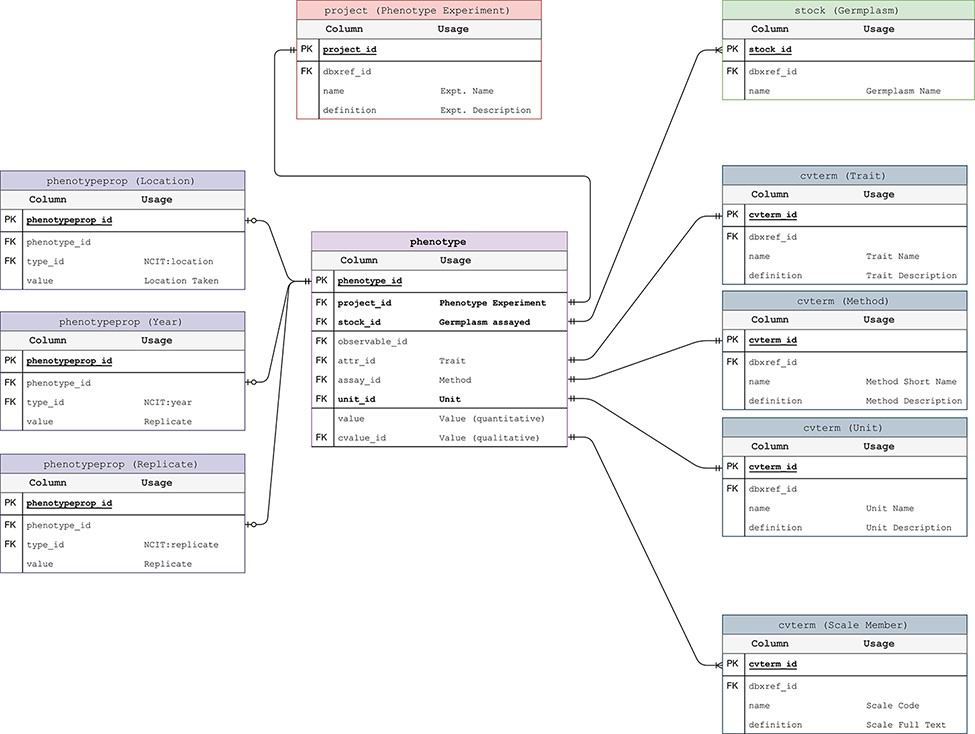 project (Phenotype Experiment)
Column Usage
PK project_id
FK dbxref_id
name Expt. Name
definition Expt. Description
stock (Germplasm)
Column Usage
PK stock_id
FK dbxref_id
name Germplasm Name
phenotypeprop (Location)
Column Usage
PK phenotypeprop_id
FK phenotype_id
FK type_id NCIT:location
value Location Taken
phenotypeprop (Year)
Column Usage
PK phenotypeprop_id
FK phenotype_id
FK type_id NCIT:year
value Replicate
phenotypeprop (Replicate)
Column Usage
PK phenotypeprop_id
FK phenotype_id
FK type_id NCIT:replicate
value Replicate
phenotype
Column Usage
PK phenotype_id
FK project_id Phenotype Experiment
FK stock_id Germplasm assayed
FK observable_id
FK attr_id Trait
FK assay_id Method
FK unit_id Unit
value Value (quantitative)
FK cvalue_id Value (qualitative)
cvterm (Trait)
Column Usage
PK cvterm_id
FK dbxref_id
name Trait Name
definition Trait Description
cvterm (Method)
Column Usage
PK cvterm_id
FK dbxref_id
name Method Short Name
definition Method Description
cvterm (Unit)
Column Usage
PK cvterm_id
FK dbxref_id
name Unit Name
definition Unit Description
cvterm (Scale Member)
Column Usage
PK cvterm_id
FK dbxref_id
name Scale Code
definition Scale Full Text